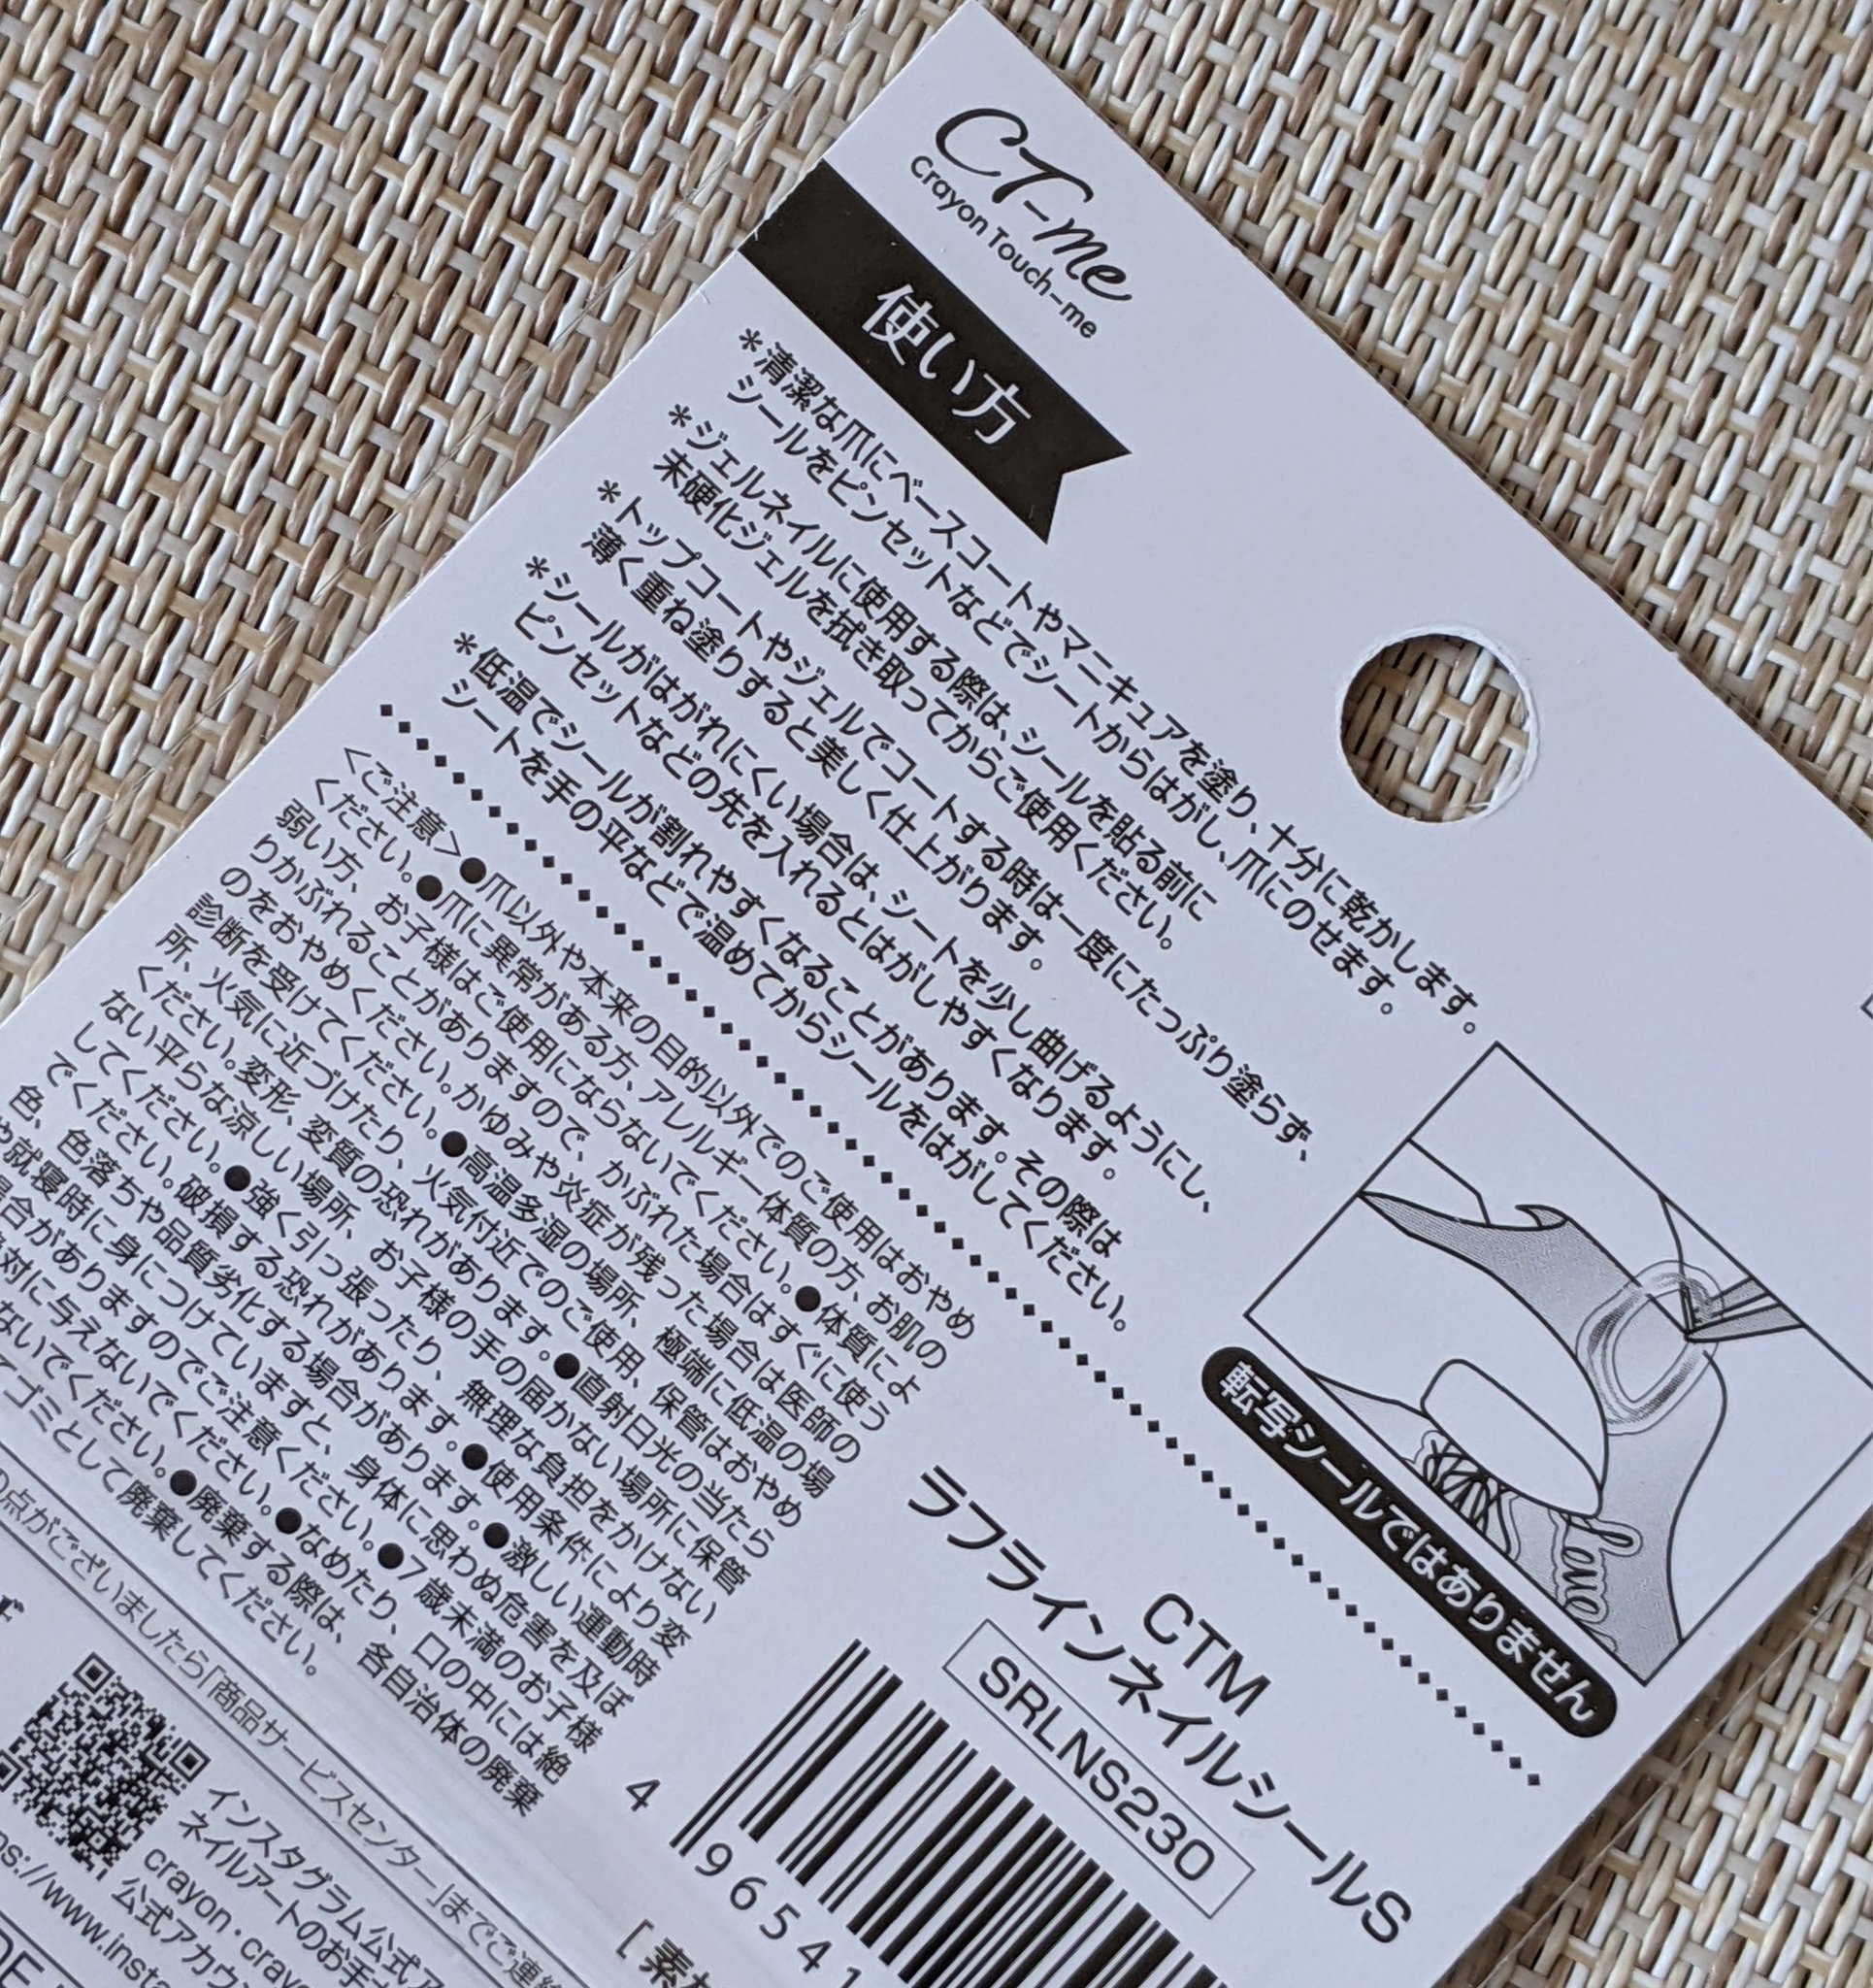 CT-me
Crayon Touch-me
使い方
*清潔な爪にベースコートやマニキュアを塗り、十分に乾かします。
シールをピンセットなどでシートからはがし、爪にのせます。
*ジェルネイルに使用する際は、シールを貼る前に
未硬化ジェルを拭き取ってからご使用ください。
*トップコートやジェルでコートする時は一度にたっぷり塗らず、
薄く重ね塗りすると美しく仕上がります。
*シールがはがれにくい場合は、シートを少し曲げるようにし、
ピンセットなどの先を入れるとはがしやすくなります。
*低温でシールが割れやすくなることがあります。その際は
シートを手の平などで温めてからシールをはがしてください。
love
転写シールではありません
<ご注意>●爪以外や本来の目的以外でのご使用はおやめ
ください。●爪に異常がある方、アレルギー体質の方、お肌の
弱い方、お子様はご使用にならないでください。●体質によ
りかぶれることがありますので、かぶれた場合はすぐに使う
のをおやめください。かゆみや炎症が残った場合は医師の
診断を受けてください。●高温多湿の場所、極端に低温の場
所、火気に近づけたり、火気付近でのご使用、保管はおやめ
ください。変形、変質の恐れがあります。●直射日光の当たら
ない平らな涼しい場所、お子様の手の届かない場所に保管
してください。●強く引っ張ったり、無理な負担をかけない
でください。破損する恐れがあります。●使用条件により変
色、色落ちや品質劣化する場合があります。●激しい運動時
や就寝時に身につけていますと、身体に思わぬ危害を及ぼ
場合がありますのでご注意ください。●7歳未満のお子様
絶対に与えないでください。●なめたり、口の中には絶
ないでください。●廃棄する際は、各自治体の廃棄
てゴミとして廃棄してください。
の点がございましたら「商品サービスセンター」までご連絡
インスタグラム公式ア
ネイルアートのお手
crayon・cray
公式アカウン
ps://www.insta
CTM
ラフラインネイルシールS
SRLNS230
4 96541
[素材